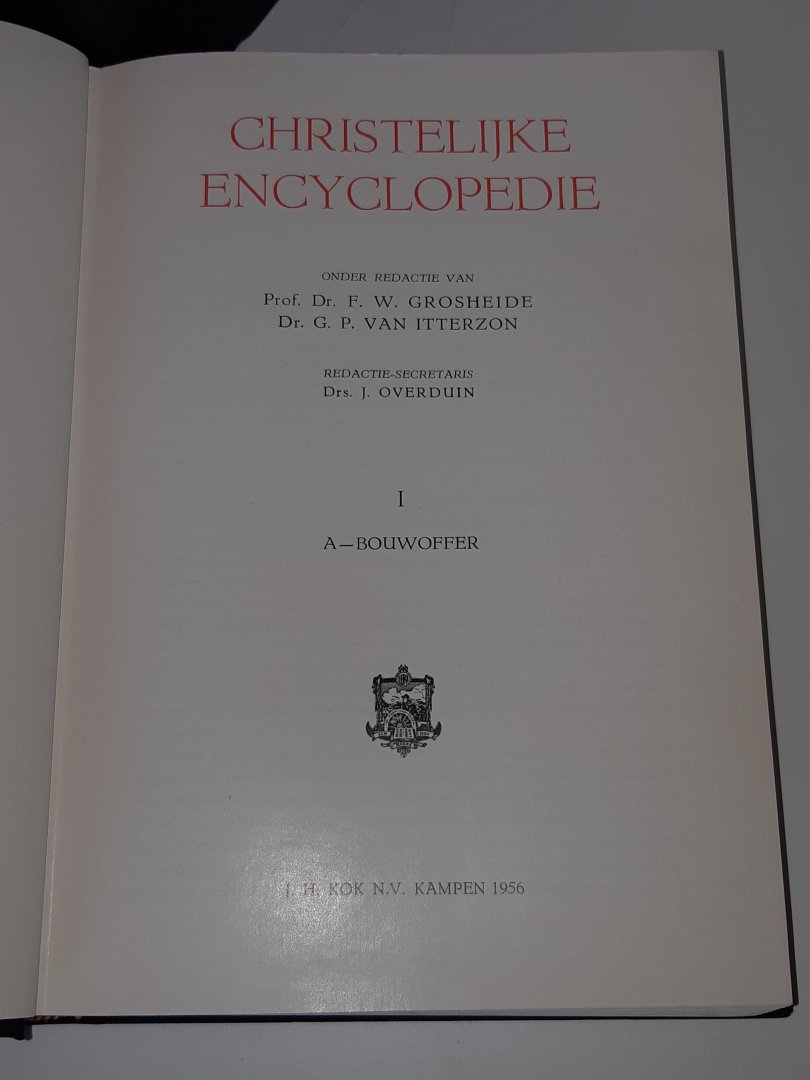 CHRISTELIJKE
ENCYCLOPEDIE
ONDER REDACTIE VAN
Prof. Dr. F. W. GROSHEIDE
Dr. G. P. VAN ITTERZON
REDACTIE-SECRETARIS
Drs. J. OVERDUIN
I
A—BOUWOFFER
J. H. KOK N.V. KAMPEN 1956